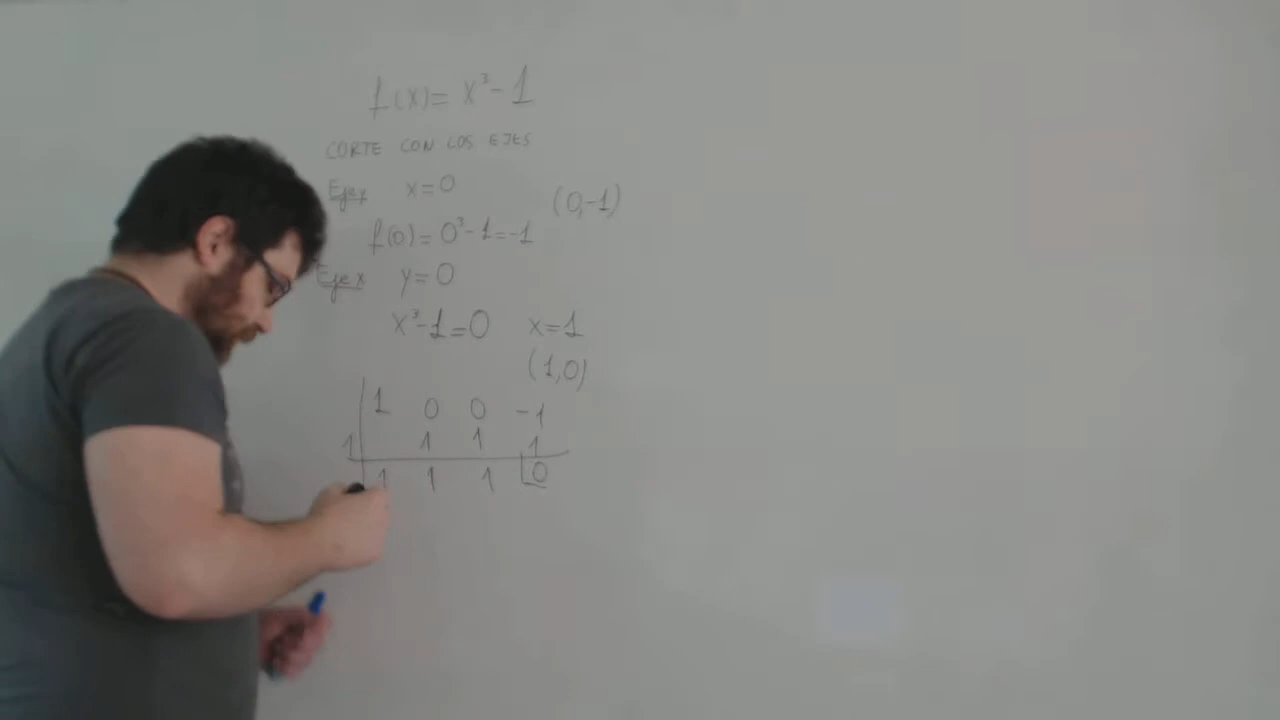 f(x)= x³-1
CORTE CON LOS EJES
Eje x x=0
(0,-1)
f(0)= 0³-1=-1
Eje x y=0
x³-1=0 x=1
(1,0)
1 0 0 -1
1 1 1 1
1 1 1 0